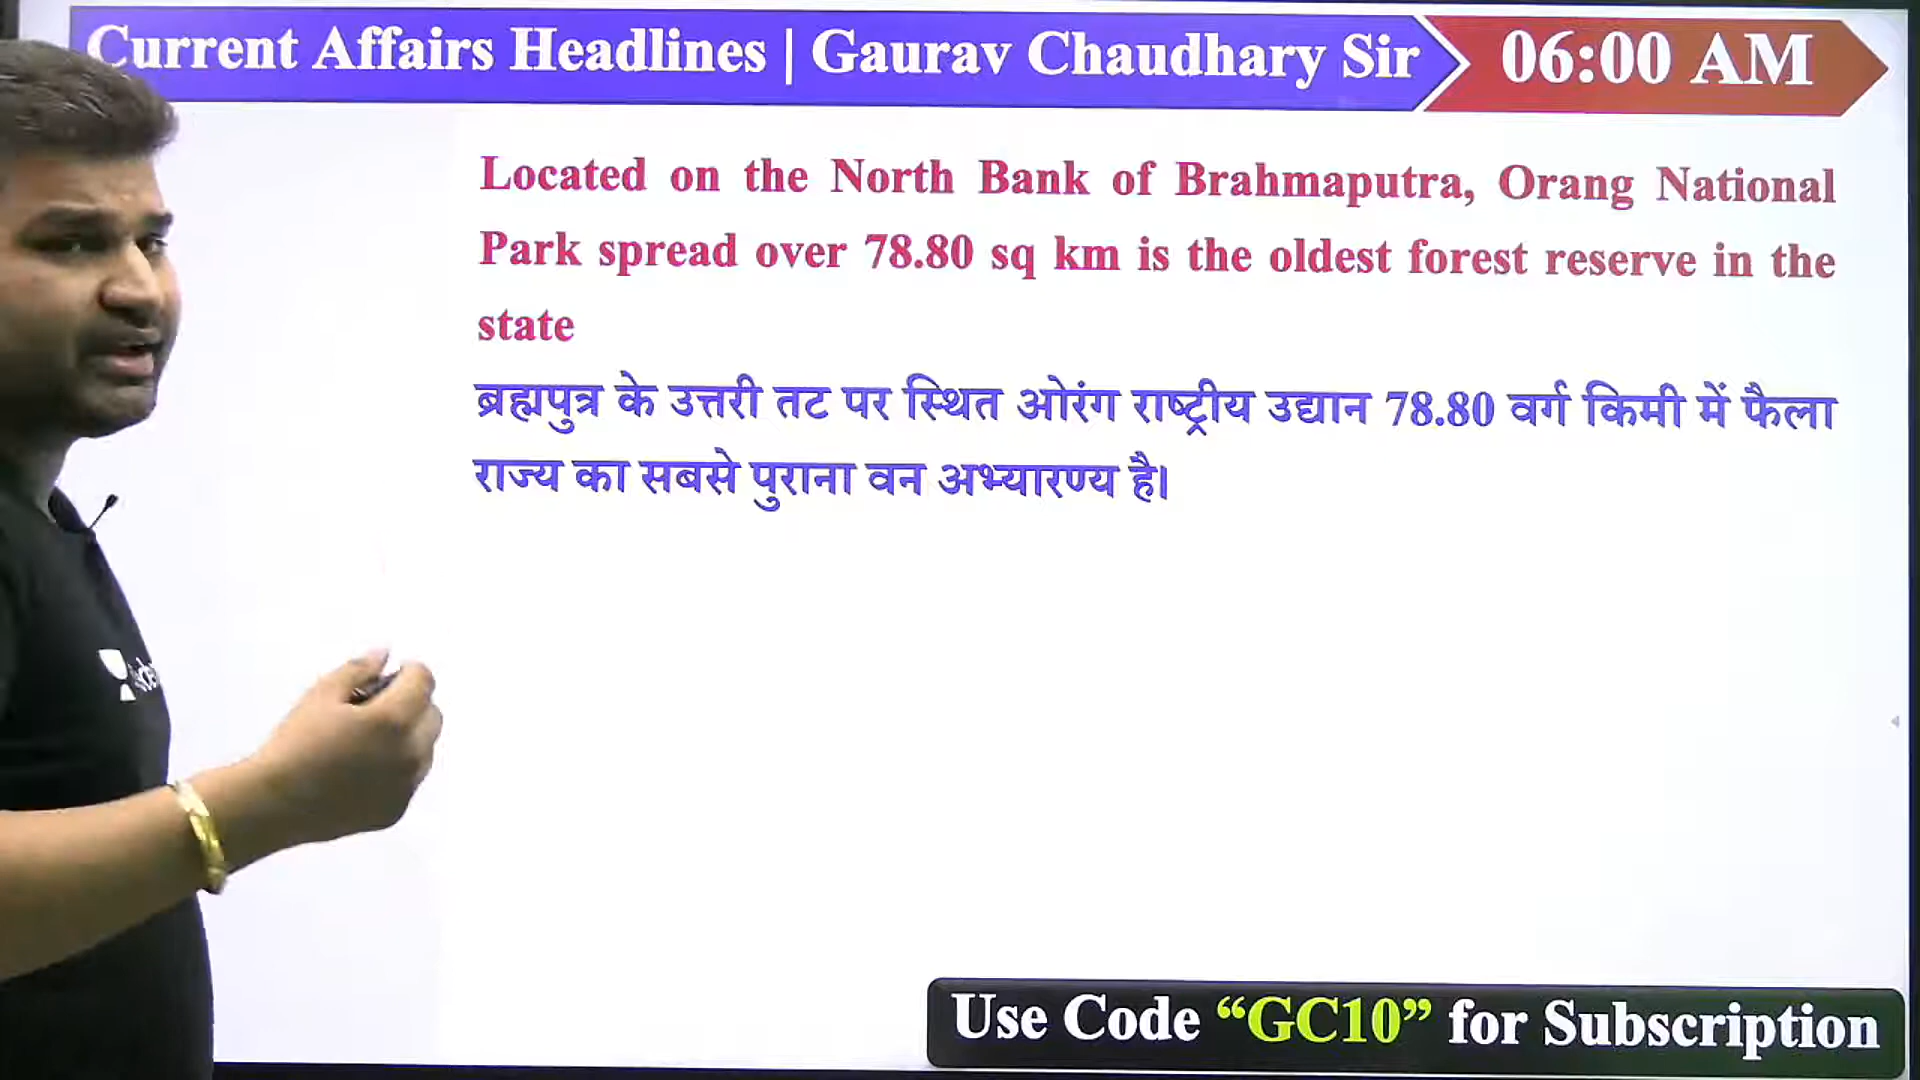 Current Affairs Headlines | Gaurav Chaudhary Sir
06:00 AM
Located on the North Bank of Brahmaputra, Orang National
Park spread over 78.80 sq km is the oldest forest reserve in the
state
ब्रह्मपुत्र के उत्तरी तट पर स्थित ओरंग राष्ट्रीय उद्यान 78.80 वर्ग किमी में फैला
राज्य का सबसे पुराना वन अभ्यारण्य है।
Use Code “GC10” for Subscription